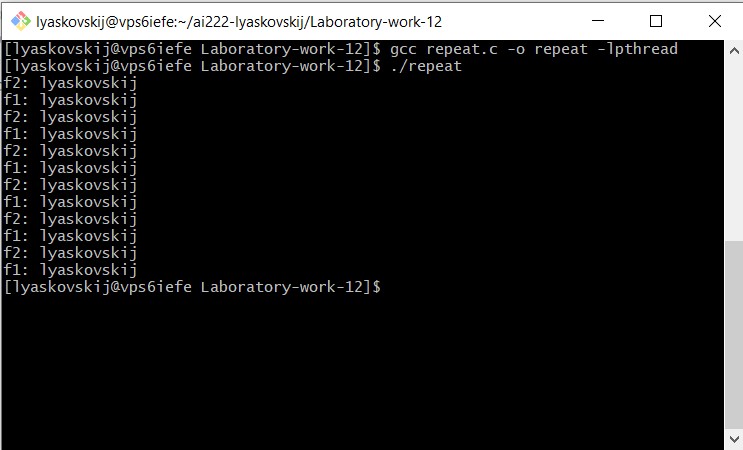 lyaskovskij@vps6iefe:~/ai222-lyaskovskij/Laboratory-work-12
[lyaskovskij@vps6iefe Laboratory-work-12]$ gcc repeat.c -o repeat -lpthread
[lyaskovskij@vps6iefe Laboratory-work-12]$ ./repeat
f2: lyaskovskij
f1: lyaskovskij
f2: lyaskovskij
f1: lyaskovskij
f2: lyaskovskij
f1: lyaskovskij
f2: lyaskovskij
f1: lyaskovskij
f2: lyaskovskij
f1: lyaskovskij
f2: lyaskovskij
f1: lyaskovskij
[lyaskovskij@vps6iefe Laboratory-work-12]$